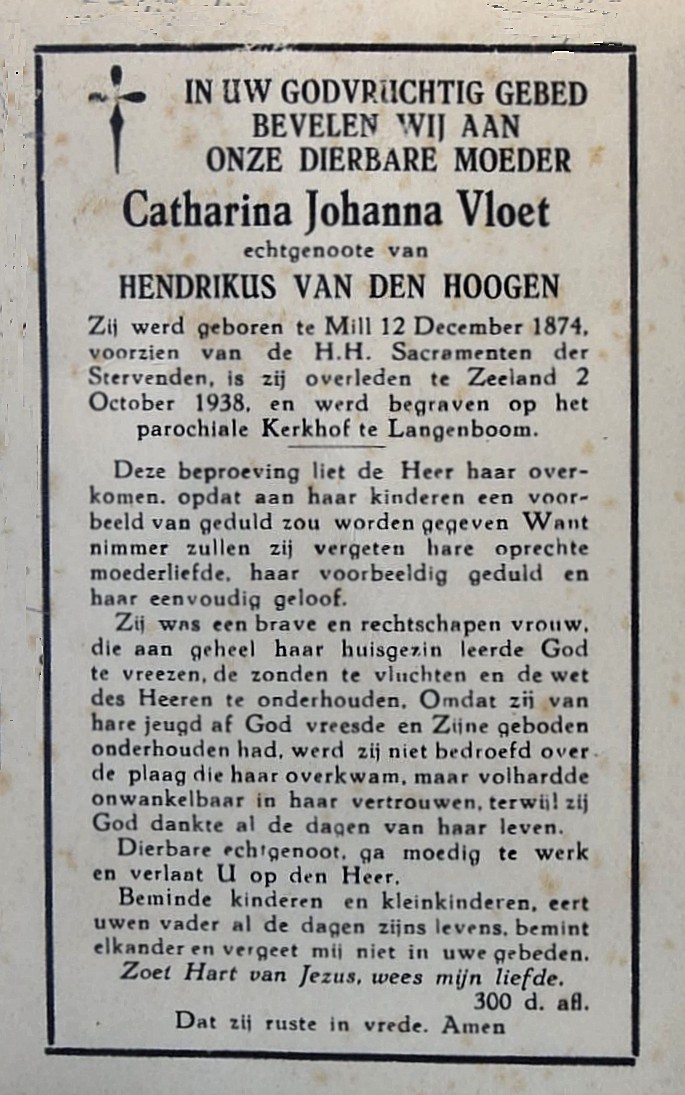 IN UW GODVRUCHTIG GEBED
BEVELEN WIJ AAN
ONZE DIERBARE MOEDER
Catharina Johanna Vloet
echtgenoote van
HENDRIKUS VAN DEN HOOGEN
Zij werd geboren te Mill 12 December 1874,
voorzien van de H.H. Sacramenten der
Stervenden, is zij overleden te Zeeland 2
October 1938, en werd begraven op het
parochiale Kerkhof te Langenboom.
Deze beproeving liet de Heer haar over-
komen, opdat aan haar kinderen een voor-
beeld van geduld zou worden gegeven Want
nimmer zullen zij vergeten hare oprechte
moederliefde, haar voorbeeldig geduld en
haar eenvoudig geloof.
Zij was een brave en rechtschapen vrouw,
die aan geheel haar huisgezin leerde God
te vreezen, de zonden te vluchten en de wet
des Heeren te onderhouden. Omdat zij van
hare jeugd af God vreesde en Zijne geboden
onderhouden had, werd zij niet bedroefd over
de plaag die haar overkwam, maar volhardde
onwankelbaar in haar vertrouwen, terwijl zij
God dankte al de dagen van haar leven.
Dierbare echtgenoot, ga moedig te werk
en verlaat U op den Heer.
Beminde kinderen en kleinkinderen, eert
uwen vader al de dagen zijns levens, bemint
elkander en vergeet mij niet in uwe gebeden.
Zoet Hart van Jezus, wees mijn liefde.
300 d. afl.
Dat zij ruste in vrede. Amen